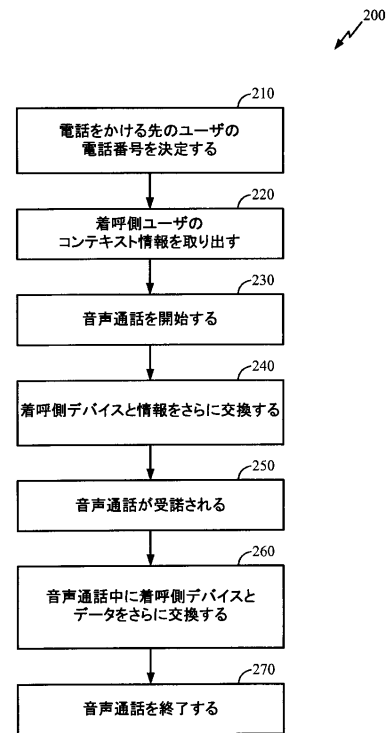 200
210
電話をかける先のユーザの
電話番号を決定する
220
着呼側ユーザの
コンテキスト情報を取り出す
230
音声通話を開始する
240
着呼側デバイスと情報をさらに交換する
250
音声通話が受諾される
260
音声通話中に着呼側デバイスと
データをさらに交換する
270
音声通話を終了する